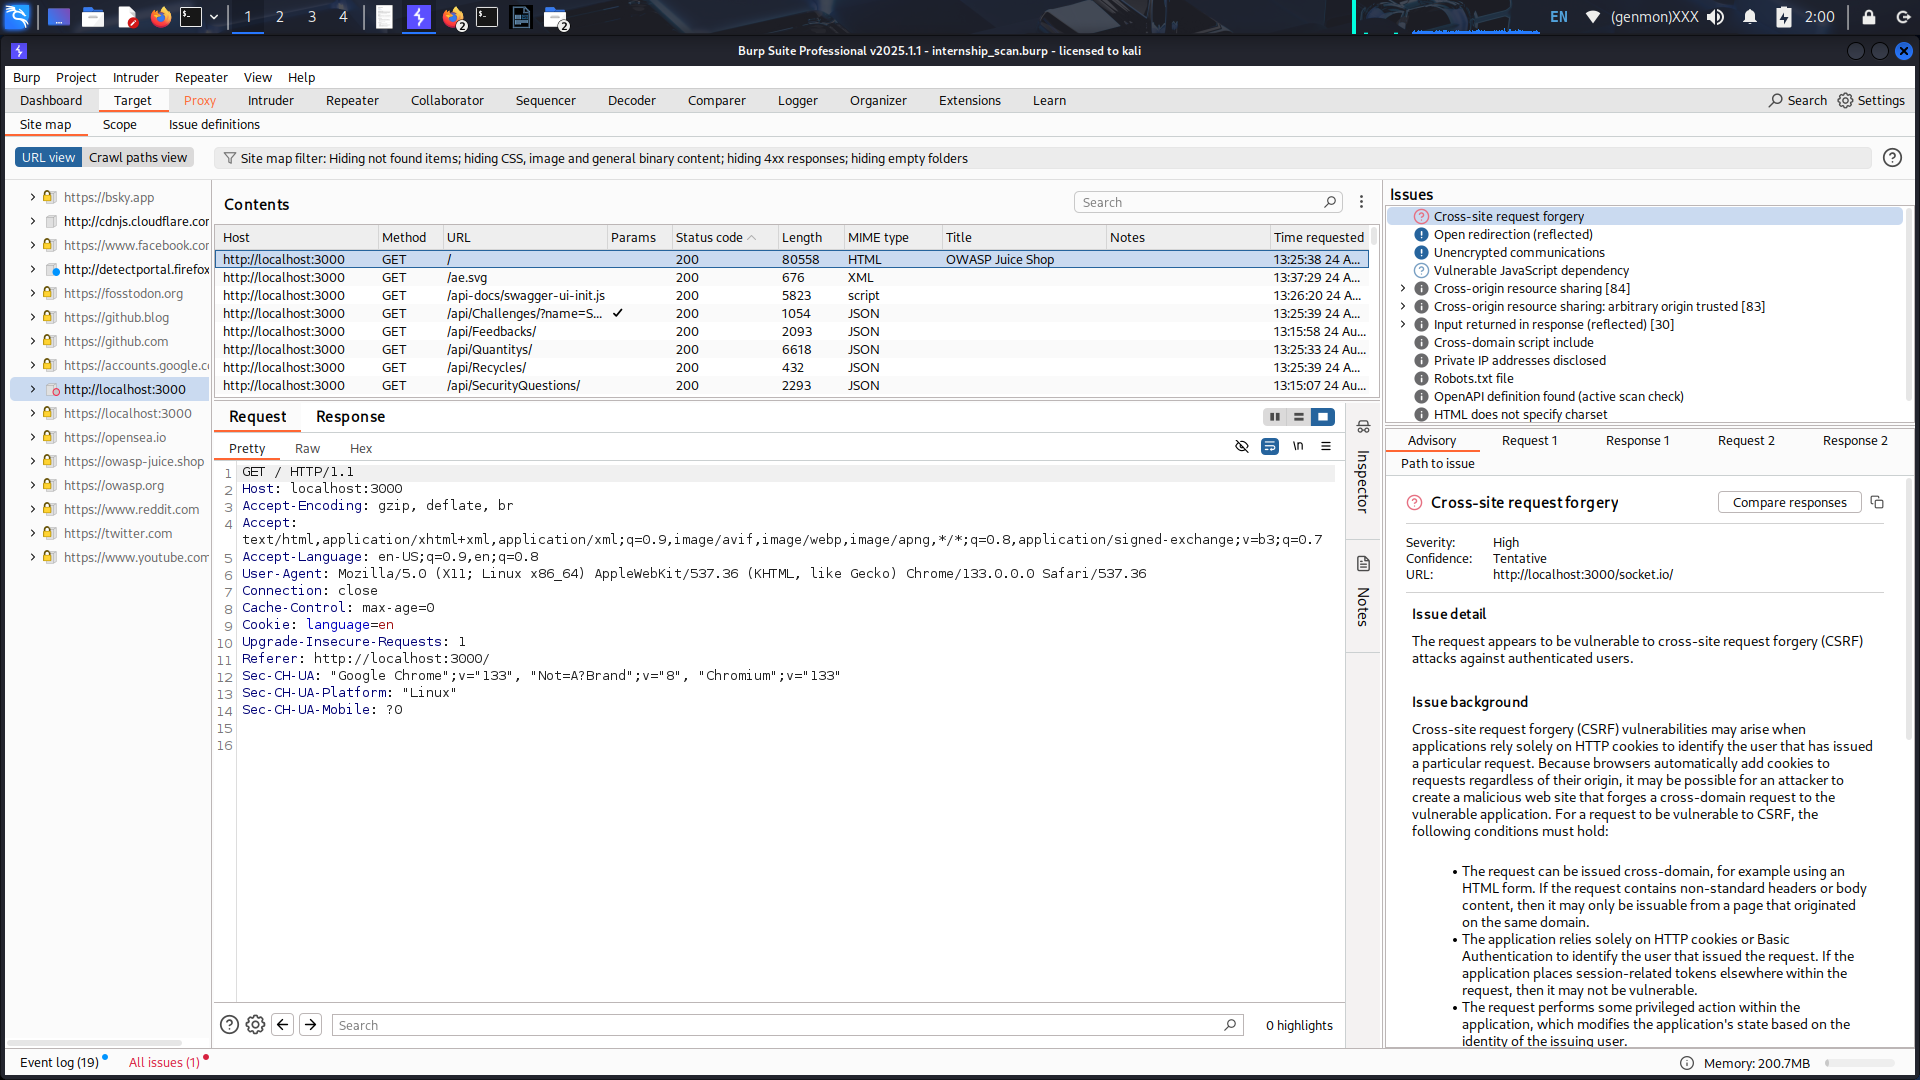 1 2 3 4
EN (genmon)XXX 2:00
Burp Suite Professional v2025.1.1 - internship_scan.burp - licensed to kali
Burp Project Intruder Repeater View Help
Dashboard Target Proxy Intruder Repeater Collaborator Sequencer Decoder Comparer Logger Organizer Extensions Learn Search Settings
Site map Scope Issue definitions
URL view Crawl paths view Site map filter: Hiding not found items; hiding CSS, image and general binary content; hiding 4xx responses; hiding empty folders
https://bsky.app
http://cdnjs.cloudflare.cor
https://www.facebook.cor
http://detectportal.firefox
https://fosstodon.org
https://github.blog
https://github.com
https://accounts.google.cc
http://localhost:3000
https://localhost:3000
https://opensea.io
https://owasp-juice.shop
https://owasp.org
https://www.reddit.com
https://twitter.com
https://www.youtube.com
Contents Search
Host Method URL Params Status code Length MIME type Title Notes Time requested
http://localhost:3000 GET / 200 80558 HTML OWASP Juice Shop 13:25:38 24 A...
http://localhost:3000 GET /ae.svg 200 676 XML 13:37:29 24 A...
http://localhost:3000 GET /api-docs/swagger-ui-init.js 200 5823 script 13:26:20 24 A...
http://localhost:3000 GET /api/Challenges/?name=S... ✓ 200 1054 JSON 13:25:39 24 A...
http://localhost:3000 GET /api/Feedbacks/ 200 2093 JSON 13:15:58 24 Au...
http://localhost:3000 GET /api/Quantitys/ 200 6618 JSON 13:25:33 24 Au...
http://localhost:3000 GET /api/Recycles/ 200 432 JSON 13:25:39 24 A...
http://localhost:3000 GET /api/SecurityQuestions/ 200 2293 JSON 13:15:07 24 Au...
Request Response
Pretty Raw Hex \n
1 GET / HTTP/1.1
2 Host: localhost:3000
3 Accept-Encoding: gzip, deflate, br
4 Accept:
text/html,application/xhtml+xml,application/xml;q=0.9,image/avif,image/webp,image/apng,*/*;q=0.8,application/signed-exchange;v=b3;q=0.7
5 Accept-Language: en-US;q=0.9,en;q=0.8
6 User-Agent: Mozilla/5.0 (X11; Linux x86_64) AppleWebKit/537.36 (KHTML, like Gecko) Chrome/133.0.0.0 Safari/537.36
7 Connection: close
8 Cache-Control: max-age=0
9 Cookie: language=en
10 Upgrade-Insecure-Requests: 1
11 Referer: http://localhost:3000/
12 Sec-CH-UA: "Google Chrome";v="133", "Not=A?Brand";v="8", "Chromium";v="133"
13 Sec-CH-UA-Platform: "Linux"
14 Sec-CH-UA-Mobile: ?0
15
16
Inspector
Notes
Search 0 highlights
Issues
Cross-site request forgery
Open redirection (reflected)
Unencrypted communications
Vulnerable JavaScript dependency
Cross-origin resource sharing [84]
Cross-origin resource sharing: arbitrary origin trusted [83]
Input returned in response (reflected) [30]
Cross-domain script include
Private IP addresses disclosed
Robots.txt file
OpenAPI definition found (active scan check)
HTML does not specify charset
Advisory Request 1 Response 1 Request 2 Response 2
Path to issue
Cross-site request forgery Compare responses
Severity: High
Confidence: Tentative
URL: http://localhost:3000/socket.io/
Issue detail
The request appears to be vulnerable to cross-site request forgery (CSRF)
attacks against authenticated users.
Issue background
Cross-site request forgery (CSRF) vulnerabilities may arise when
applications rely solely on HTTP cookies to identify the user that has issued
a particular request. Because browsers automatically add cookies to
requests regardless of their origin, it may be possible for an attacker to
create a malicious web site that forges a cross-domain request to the
vulnerable application. For a request to be vulnerable to CSRF, the
following conditions must hold:
• The request can be issued cross-domain, for example using an
HTML form. If the request contains non-standard headers or body
content, then it may only be issuable from a page that originated
on the same domain.
• The application relies solely on HTTP cookies or Basic
Authentication to identify the user that issued the request. If the
application places session-related tokens elsewhere within the
request, then it may not be vulnerable.
• The request performs some privileged action within the
application, which modifies the application's state based on the
identity of the issuing user.
Event log (19) All issues (1) Memory: 200.7MB